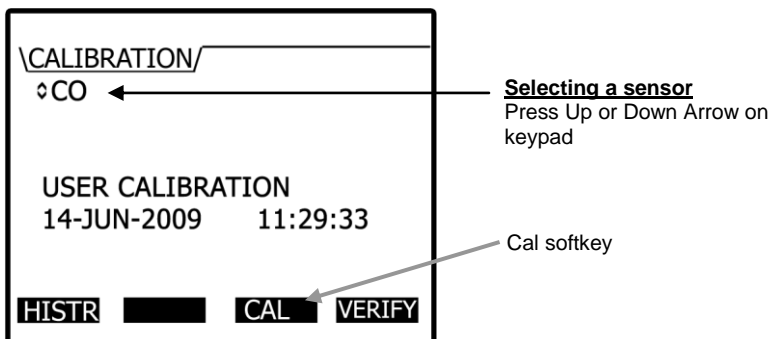 \CALIBRATION/
CO
Selecting a sensor
Press Up or Down Arrow on
keypad
USER CALIBRATION
14-JUN-2009 11:29:33
Cal softkey
HISTR CAL VERIFY